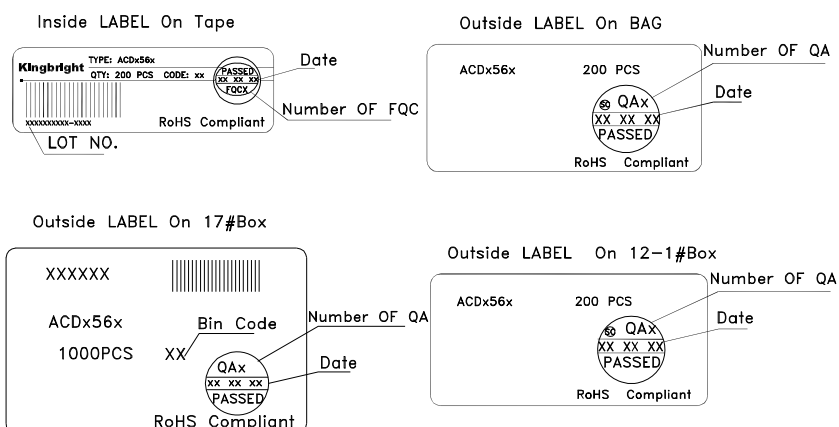 Inside LABEL On Tape
Kingbright
TYPE: ACDx56x
QTY: 200 PCS CODE: xx
PASSED
XX XX XX
FQCX
Date
Number OF FQC
XXXXXXXXXX-XXXX
RoHS Compliant
LOT NO.
Outside LABEL On BAG
ACDx56x
200 PCS
Number OF QA
SQ QAx
Date
XX XX XX
PASSED
RoHS Compliant
Outside LABEL On 17#Box
XXXXXX
ACDx56x
Bin Code
1000PCS
XX
Number OF QA
QAx
Date
XX XX XX
PASSED
RoHS Compliant
Outside LABEL On 12-1#Box
ACDx56x
200 PCS
Number OF QA
QAx
Date
XX XX XX
PASSED
RoHS Compliant